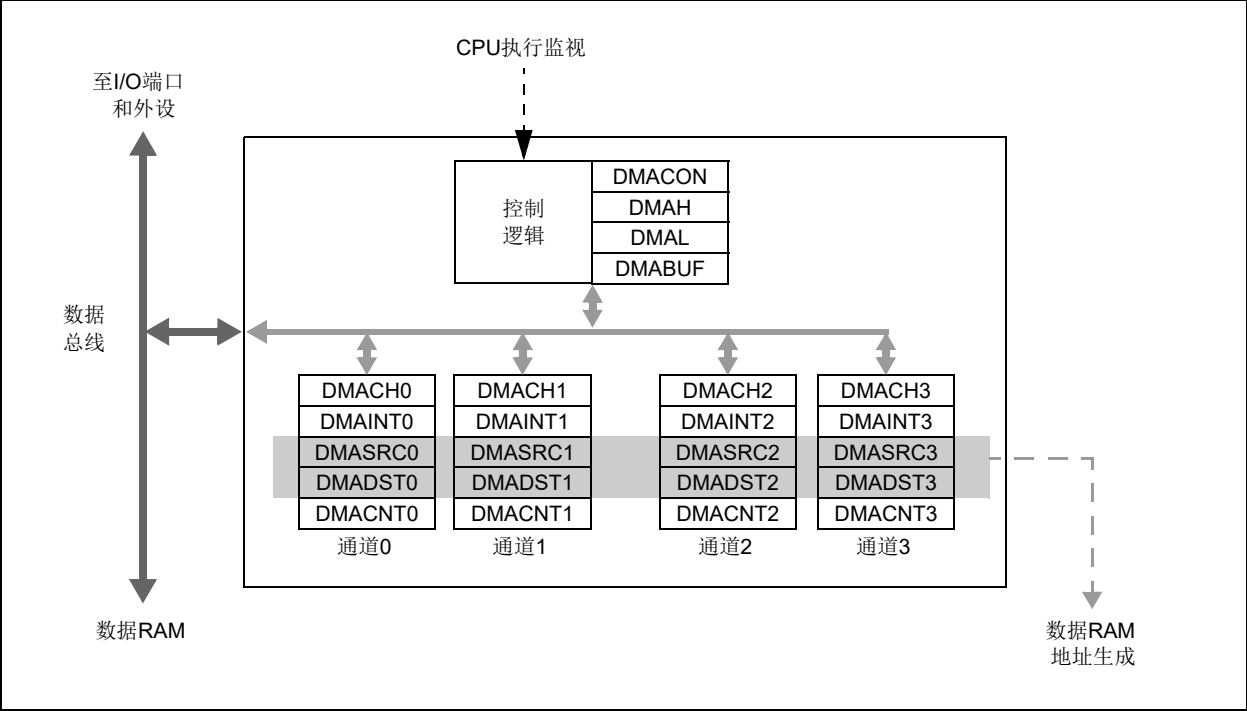 CPU执行监视
至I/O端口
和外设
控制
逻辑
DMACON
DMAH
DMAL
DMABUF
数据
总线
DMACH0
DMAINT0
DMASRC0
DMADST0
DMACNT0
通道0
DMACH1
DMAINT1
DMASRC1
DMADST1
DMACNT1
通道1
DMACH2
DMAINT2
DMASRC2
DMADST2
DMACNT2
通道2
DMACH3
DMAINT3
DMASRC3
DMADST3
DMACNT3
通道3
数据RAM
数据RAM
地址生成